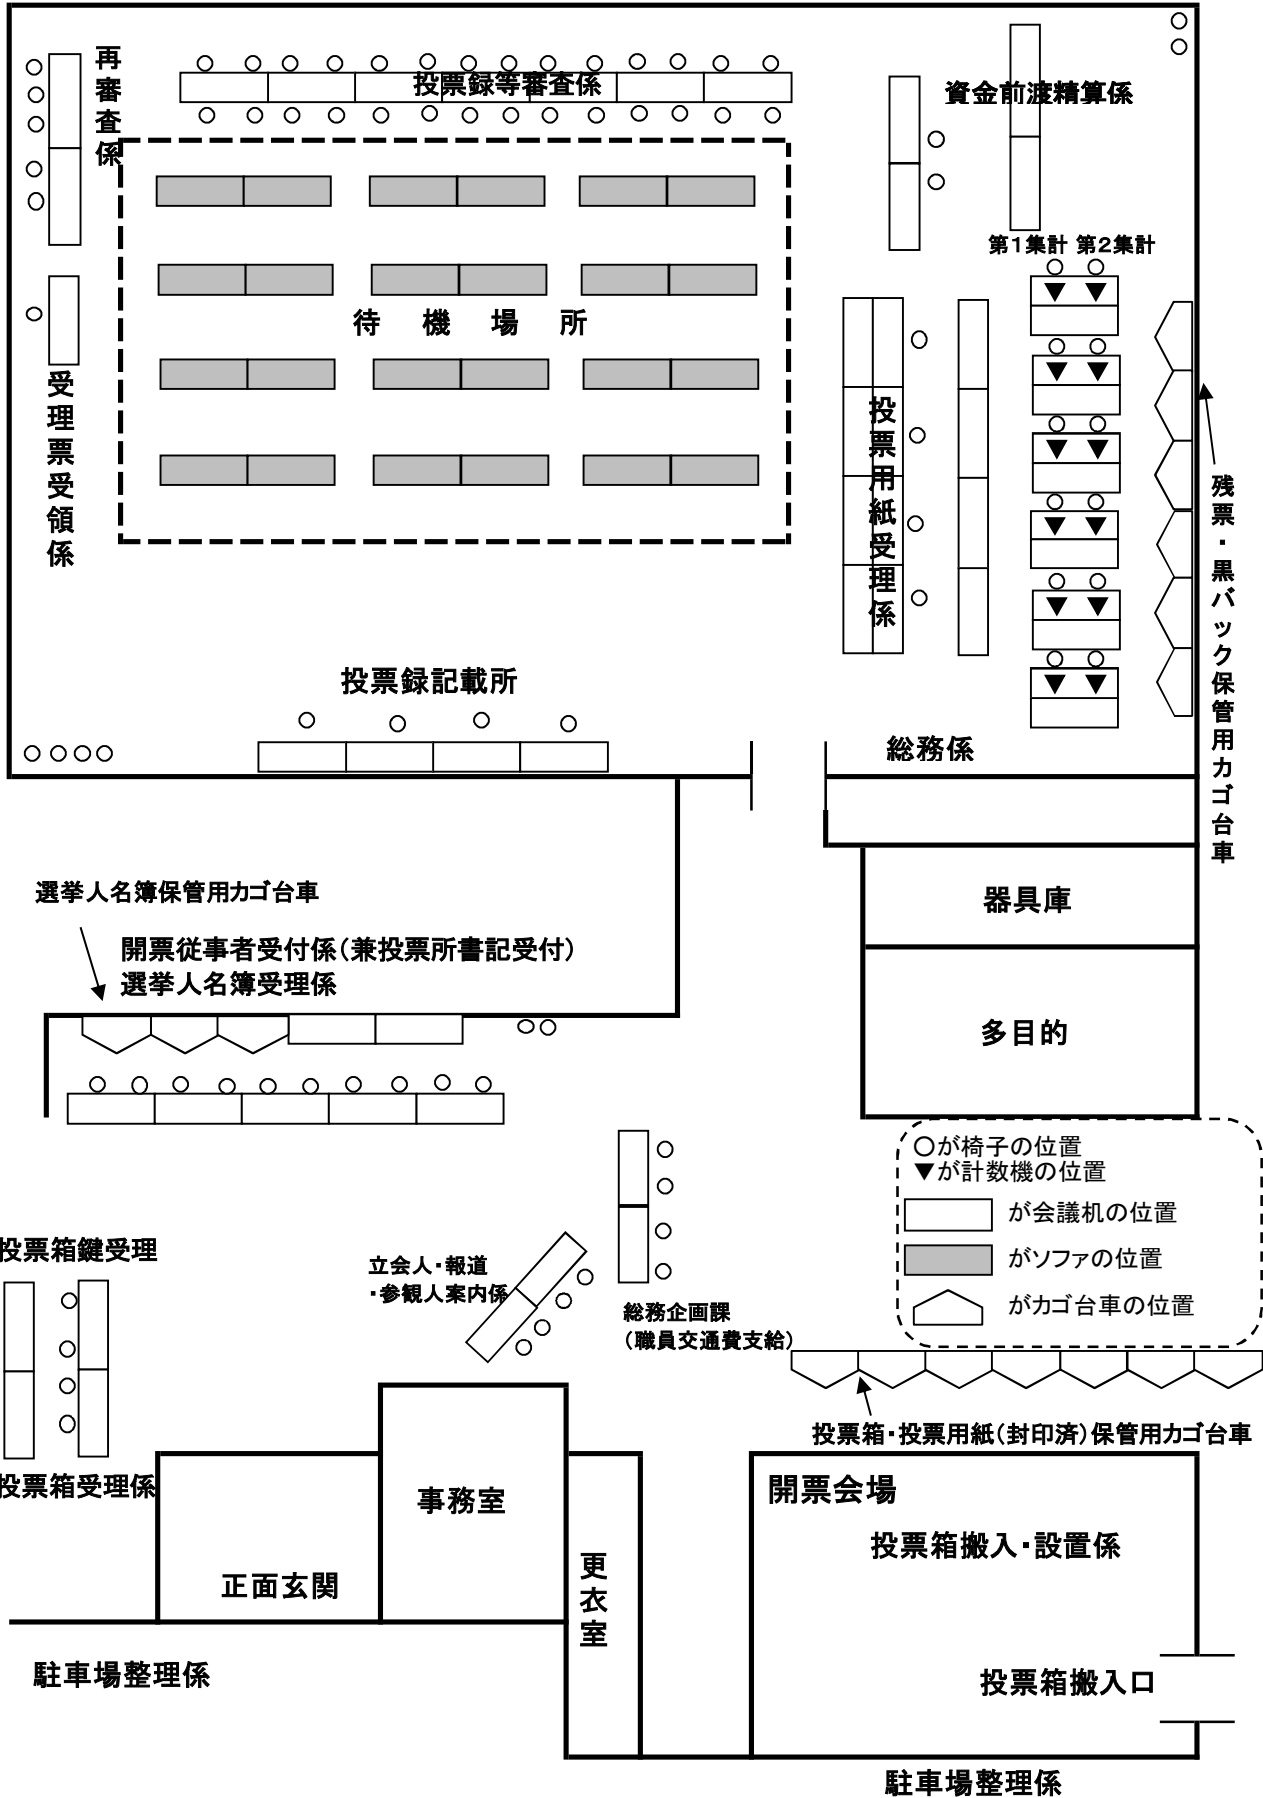 再審査係
投票録等審査係
資金前渡精算係
第1集計 第2集計
待機場所
受理票受領係
投票用紙受理係
残票・黒バック保管用カゴ台車
投票録記載所
総務係
選挙人名簿保管用カゴ台車
開票従事者受付係(兼投票所書記受付)
選挙人名簿受理係
器具庫
多目的
○が椅子の位置
▼が計数機の位置
が会議机の位置
がソファの位置
がカゴ台車の位置
投票箱鍵受理
立会人・報道
・参観人案内係
総務企画課
(職員交通費支給)
投票箱・投票用紙(封印済)保管用カゴ台車
投票箱受理係
事務室
開票会場
投票箱搬入・設置係
正面玄関
更衣室
駐車場整理係
投票箱搬入口
駐車場整理係